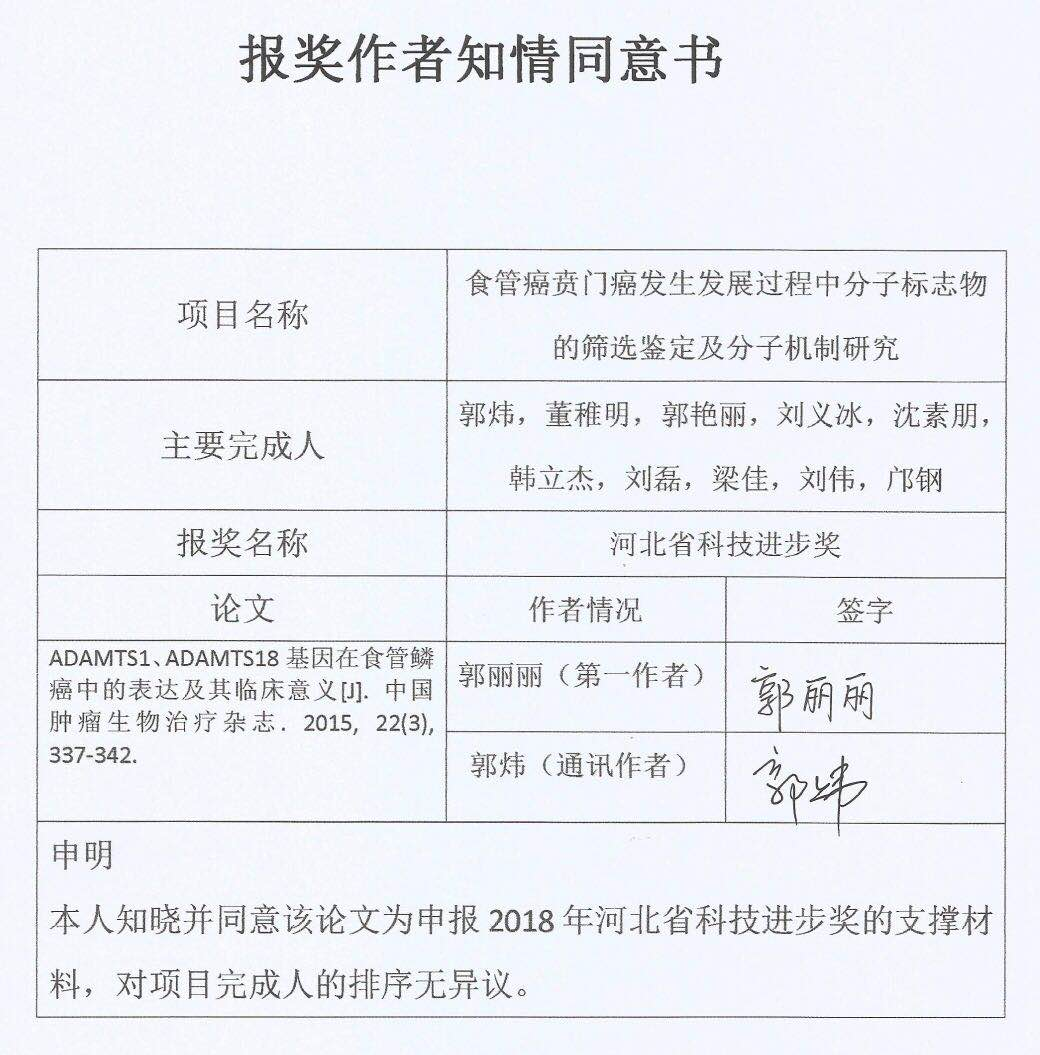 报奖作者知情同意书
项目名称
食管癌贲门癌发生发展过程中分子标志物
的筛选鉴定及分子机制研究
主要完成人
郭炜，董稚明，郭艳丽，刘义冰，沈素朋，
韩立杰，刘磊，梁佳，刘伟，邝钢
报奖名称
河北省科技进步奖
论文
作者情况
签字
ADAMTS1、ADAMTS18 基因在食管鳞
癌中的表达及其临床意义[J]. 中国
肿瘤生物治疗杂志. 2015, 22(3),
337-342.
郭丽丽（第一作者）
郭丽丽
郭炜（通讯作者）
郭炜
申明
本人知晓并同意该论文为申报 2018 年河北省科技进步奖的支撑材
料，对项目完成人的排序无异议。